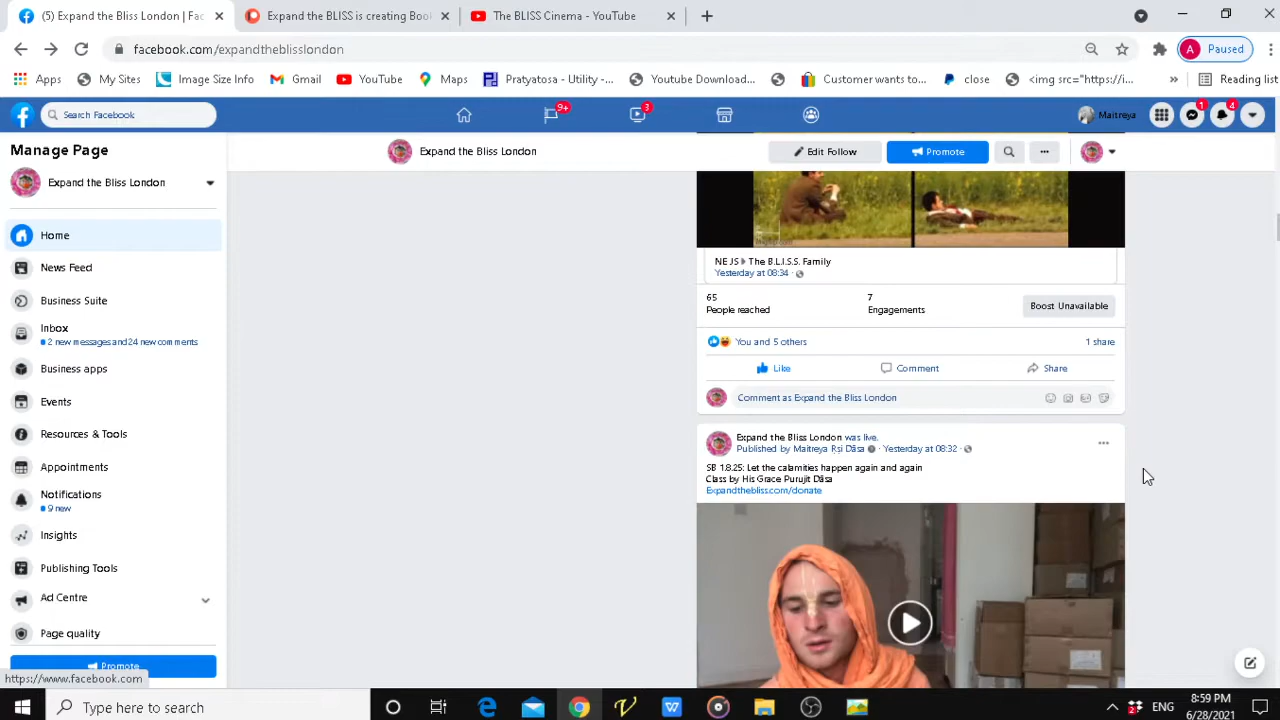 (5) Expand the Bliss London | Fac
Expand the BLISS is creating Book
The BLISS Cinema - YouTube
facebook.com/expandtheblisslondon
A Paused
Apps
My Sites
Image Size Info
Gmail
YouTube
Maps
Pratyatosa - Utility -...
Youtube Download...
Customer wants to...
close
<img src="https://i...
»
Reading list
Search Facebook
9+
3
Maitreya
1
4
Manage Page
Expand the Bliss London
Edit Follow
Promote
Expand the Bliss London
Home
News Feed
Business Suite
Inbox
2 new messages and 24 new comments
Business apps
Events
Resources & Tools
Appointments
Notifications
9 new
Insights
Publishing Tools
Ad Centre
Page quality
Promote
https://www.facebook.com
NE JS ▸ The B.L.I.S.S. Family
Yesterday at 08:34 ·
65
People reached
7
Engagements
Boost Unavailable
You and 5 others
1 share
Like
Comment
Share
Comment as Expand the Bliss London
Expand the Bliss London was live.
Published by Maitreya Ṛṣi Dāsa · Yesterday at 08:32 ·
SB 1.8.25: Let the calamities happen again and again
Class by His Grace Purujit Dāsa
Expandthebliss.com/donate
Type here to search
ENG
8:59 PM
6/28/2021